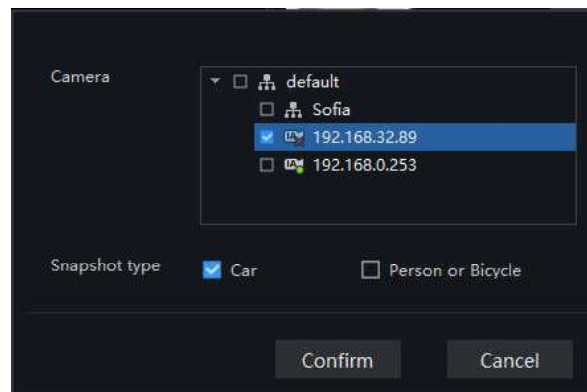 Camera
default
Sofia
192.168.32.89
192.168.0.253
Snapshot type
Car
Person or Bicycle
Confirm
Cancel